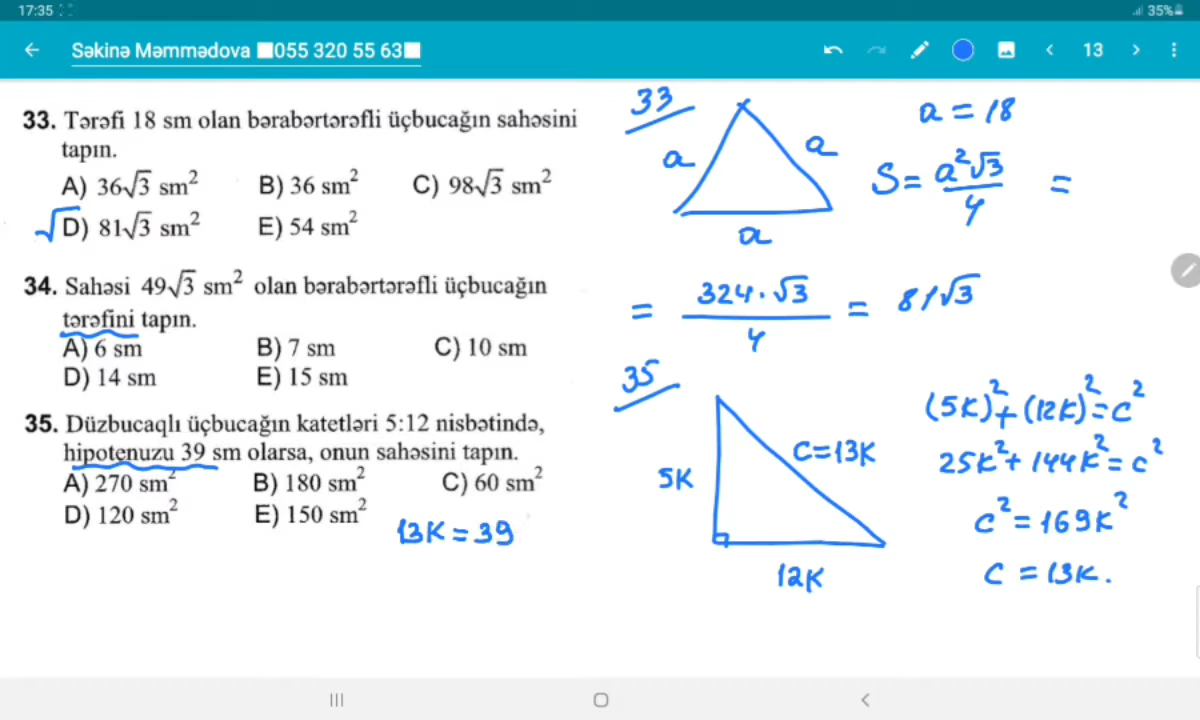 17:35
35%
Səkinə Məmmədova 055 320 55 63
13
33. Tərəfi 18 sm olan bərabərtərəfli üçbucağın sahəsini
tapın.
A) 36√3 sm² B) 36 sm² C) 98√3 sm²
D) 81√3 sm² E) 54 sm²
34. Sahəsi 49√3 sm² olan bərabərtərəfli üçbucağın
tərəfini tapın.
A) 6 sm B) 7 sm C) 10 sm
D) 14 sm E) 15 sm
35. Düzbucaqlı üçbucağın katetləri 5:12 nisbətində,
hipotenuzu 39 sm olarsa, onun sahəsini tapın.
A) 270 sm² B) 180 sm² C) 60 sm²
D) 120 sm² E) 150 sm²
13K = 39
33
a
a
a
a = 18
S = a²√3/4 =
= 324·√3/4 = 81√3
35
5K
C=13K
12K
(5K)² + (12K)² = c²
25K² + 144K² = c²
c² = 169K²
c = 13K.